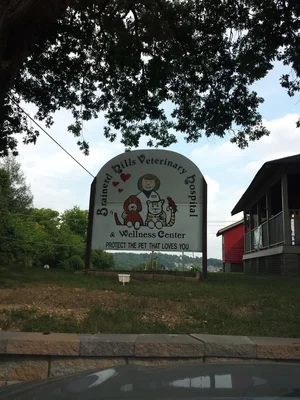 Brainerd Hills Veterinary Hospital
& Wellness Center
PROTECT THE PET THAT LOVES YOU